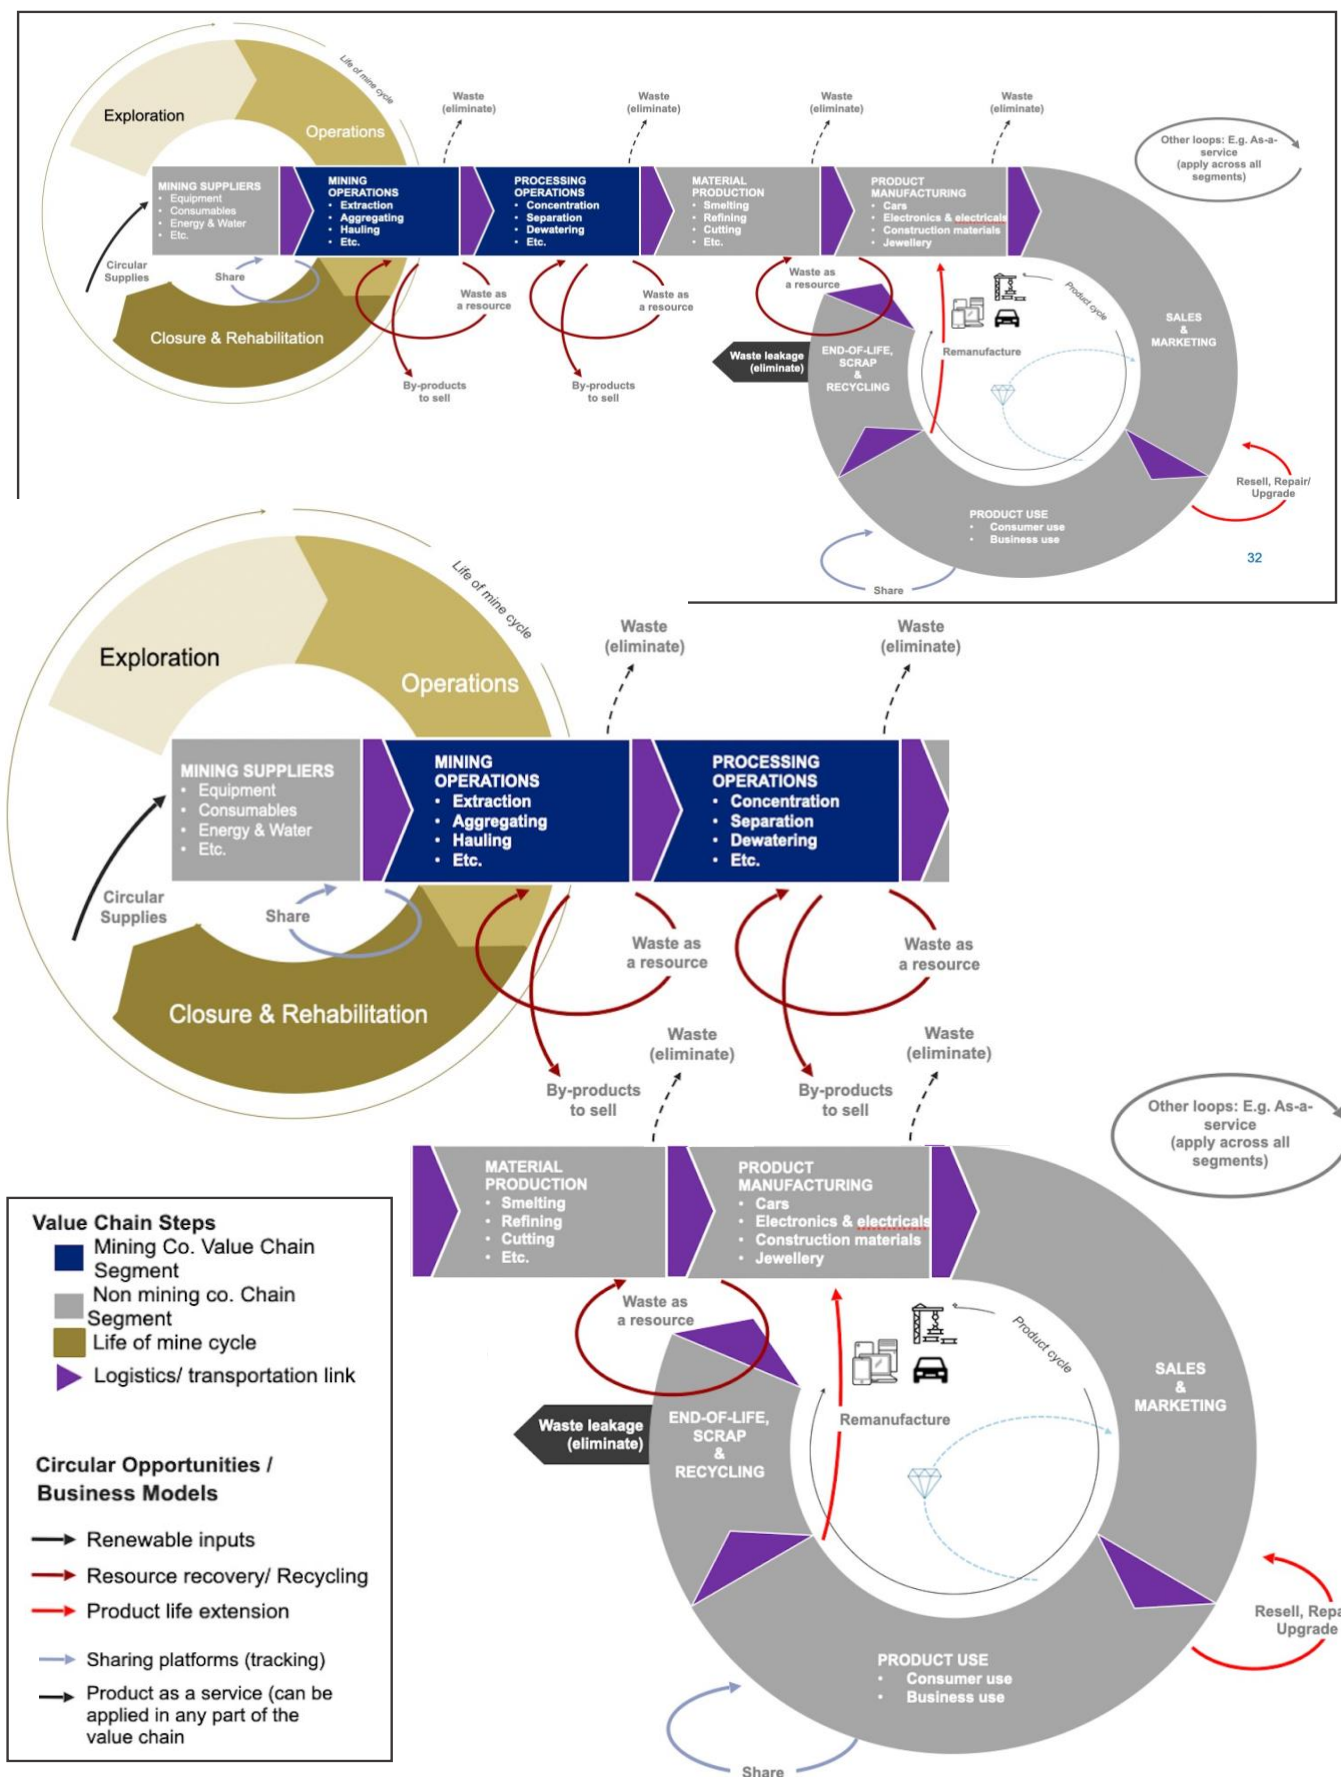 Life of mine cycle
Exploration
Operations
Waste
(eliminate)
Waste
(eliminate)
Waste
(eliminate)
Waste
(eliminate)
Other loops: E.g. As-a-
service
(apply across all
segments)
MINING SUPPLIERS
• Equipment
• Consumables
• Energy & Water
• Etc.
MINING
OPERATIONS
• Extraction
• Aggregating
• Hauling
• Etc.
PROCESSING
OPERATIONS
• Concentration
• Separation
• Dewatering
• Etc.
MATERIAL
PRODUCTION
• Smelting
• Refining
• Cutting
• Etc.
PRODUCT
MANUFACTURING
• Cars
• Electronics & electricals
• Construction materials
• Jewellery
Circular
Supplies
Share
Closure & Rehabilitation
Waste as
a resource
By-products
to sell
Waste as
a resource
By-products
to sell
Waste as
a resource
Product cycle
SALES
&
MARKETING
Waste leakage
(eliminate)
END-OF-LIFE,
SCRAP
&
RECYCLING
Remanufacture
Resell, Repair/
Upgrade
PRODUCT USE
• Consumer use
• Business use
Share
32
Life of mine cycle
Exploration
Operations
Waste
(eliminate)
Waste
(eliminate)
MINING SUPPLIERS
• Equipment
• Consumables
• Energy & Water
• Etc.
MINING
OPERATIONS
• Extraction
• Aggregating
• Hauling
• Etc.
PROCESSING
OPERATIONS
• Concentration
• Separation
• Dewatering
• Etc.
Circular
Supplies
Share
Closure & Rehabilitation
Waste as
a resource
By-products
to sell
Waste as
a resource
By-products
to sell
Waste
(eliminate)
Waste
(eliminate)
Other loops: E.g. As-a-
service
(apply across all
segments)
MATERIAL
PRODUCTION
• Smelting
• Refining
• Cutting
• Etc.
PRODUCT
MANUFACTURING
• Cars
• Electronics & electricals
• Construction materials
• Jewellery
Waste as
a resource
Product cycle
SALES
&
MARKETING
Waste leakage
(eliminate)
END-OF-LIFE,
SCRAP
&
RECYCLING
Remanufacture
Resell, Repa
Upgrade
PRODUCT USE
• Consumer use
• Business use
Share
Value Chain Steps
Mining Co. Value Chain
Segment
Non mining co. Chain
Segment
Life of mine cycle
Logistics/ transportation link
Circular Opportunities /
Business Models
Renewable inputs
Resource recovery/ Recycling
Product life extension
Sharing platforms (tracking)
Product as a service (can be
applied in any part of the
value chain